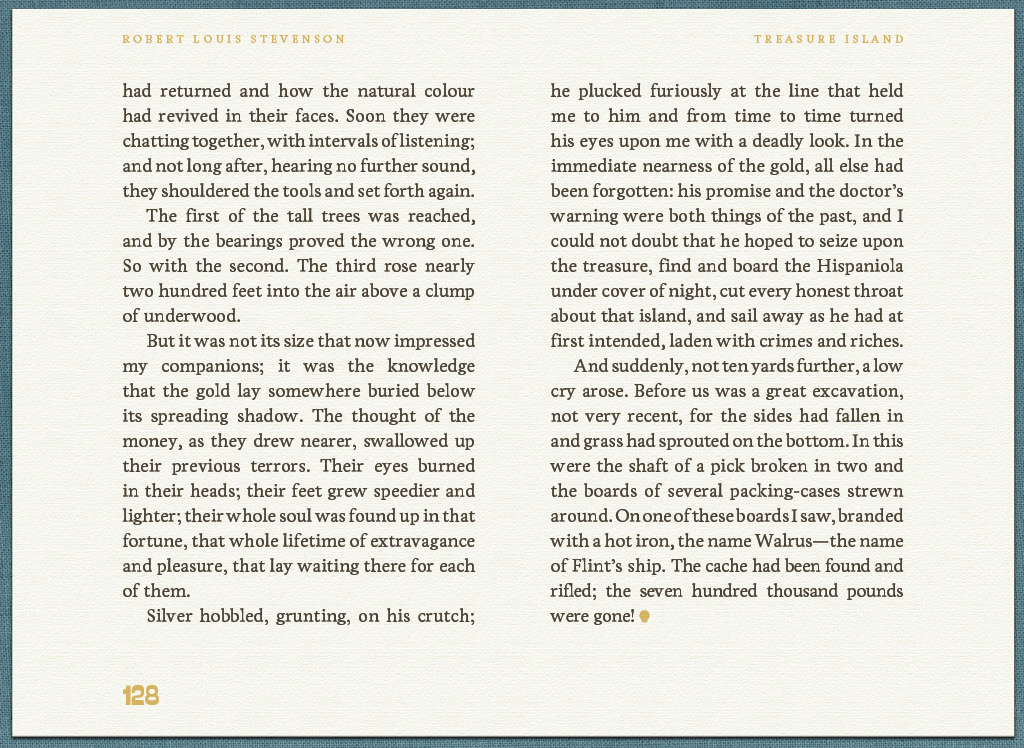 ROBERT LOUIS STEVENSON
TREASURE ISLAND
had returned and how the natural colour
had revived in their faces. Soon they were
chatting together, with intervals of listening;
and not long after, hearing no further sound,
they shouldered the tools and set forth again.
The first of the tall trees was reached,
and by the bearings proved the wrong one.
So with the second. The third rose nearly
two hundred feet into the air above a clump
of underwood.
But it was not its size that now impressed
my companions; it was the knowledge
that the gold lay somewhere buried below
its spreading shadow. The thought of the
money, as they drew nearer, swallowed up
their previous terrors. Their eyes burned
in their heads; their feet grew speedier and
lighter; their whole soul was found up in that
fortune, that whole lifetime of extravagance
and pleasure, that lay waiting there for each
of them.
Silver hobbled, grunting, on his crutch;
he plucked furiously at the line that held
me to him and from time to time turned
his eyes upon me with a deadly look. In the
immediate nearness of the gold, all else had
been forgotten: his promise and the doctor’s
warning were both things of the past, and I
could not doubt that he hoped to seize upon
the treasure, find and board the Hispaniola
under cover of night, cut every honest throat
about that island, and sail away as he had at
first intended, laden with crimes and riches.
And suddenly, not ten yards further, a low
cry arose. Before us was a great excavation,
not very recent, for the sides had fallen in
and grass had sprouted on the bottom. In this
were the shaft of a pick broken in two and
the boards of several packing-cases strewn
around. On one of these boards I saw, branded
with a hot iron, the name Walrus—the name
of Flint’s ship. The cache had been found and
rifled; the seven hundred thousand pounds
were gone!
128